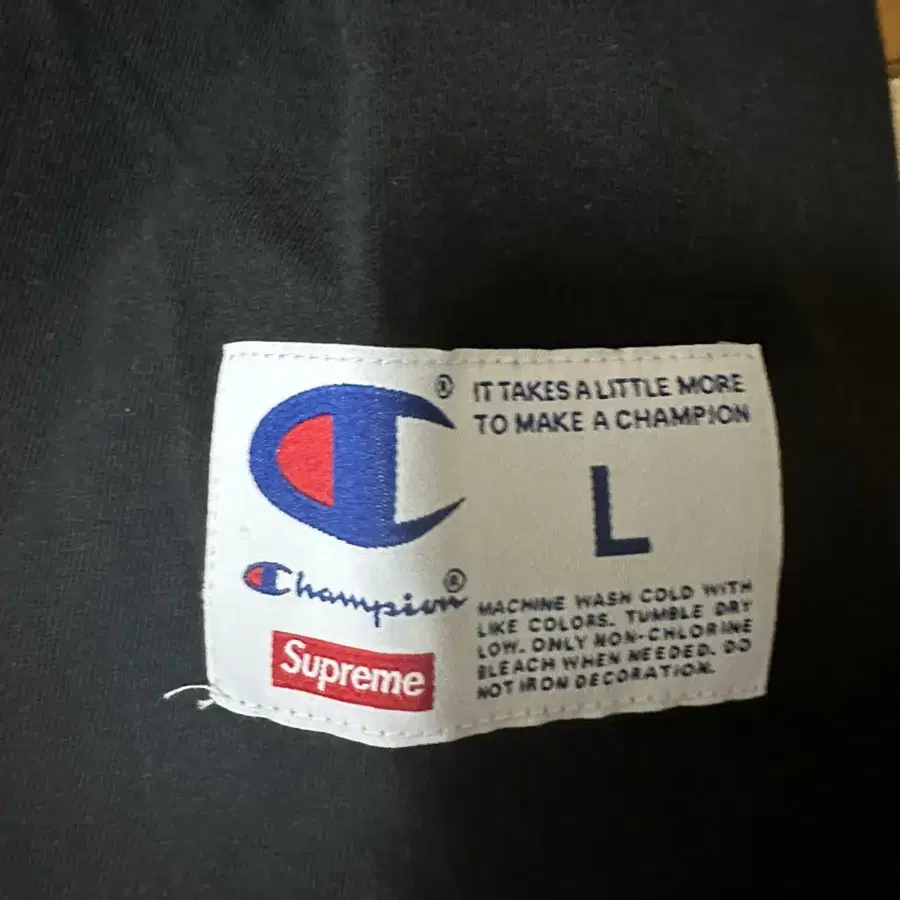 IT TAKES A LITTLE MORE
TO MAKE A CHAMPION
L
Champion
Supreme
MACHINE WASH COLD WITH
LIKE COLORS. TUMBLE DRY
LOW. ONLY NON-CHLORINE
BLEACH WHEN NEEDED. DO
NOT IRON DECORATION.